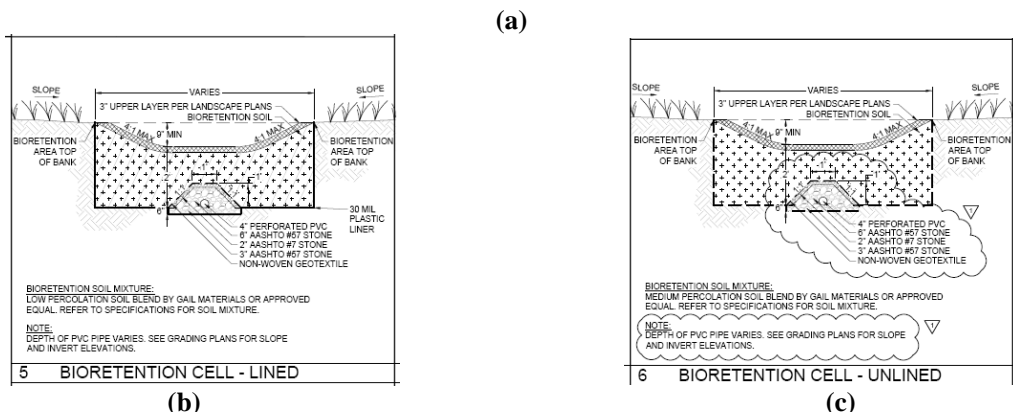 (a)
SLOPE
VARIES
SLOPE
3" UPPER LAYER PER LANDSCAPE PLANS
BIORETENTION SOIL
4:1 MAX
9" MIN
4:1 MAX
BIORETENTION
AREA TOP
OF BANK
BIORETENTION
AREA TOP
OF BANK
1'
2'
1'
6"
30 MIL
PLASTIC
LINER
4" PERFORATED PVC
6" AASHTO #57 STONE
2" AASHTO #7 STONE
3" AASHTO #57 STONE
NON-WOVEN GEOTEXTILE
BIORETENTION SOIL MIXTURE:
LOW PERCOLATION SOIL BLEND BY GAIL MATERIALS OR APPROVED
EQUAL. REFER TO SPECIFICATIONS FOR SOIL MIXTURE.
NOTE:
DEPTH OF PVC PIPE VARIES. SEE GRADING PLANS FOR SLOPE
AND INVERT ELEVATIONS.
5 BIORETENTION CELL - LINED
(b)
SLOPE
VARIES
SLOPE
3" UPPER LAYER PER LANDSCAPE PLANS
BIORETENTION SOIL
4:1 MAX
9" MIN
4:1 MAX
BIORETENTION
AREA TOP
OF BANK
BIORETENTION
AREA TOP
OF BANK
1'
2'
1'
6"
4" PERFORATED PVC
6" AASHTO #57 STONE
2" AASHTO #7 STONE
3" AASHTO #57 STONE
NON-WOVEN GEOTEXTILE
1
BIORETENTION SOIL MIXTURE:
MEDIUM PERCOLATION SOIL BLEND BY GAIL MATERIALS OR APPROVED
EQUAL. REFER TO SPECIFICATIONS FOR SOIL MIXTURE.
NOTE:
DEPTH OF PVC PIPE VARIES. SEE GRADING PLANS FOR SLOPE
AND INVERT ELEVATIONS.
1
6 BIORETENTION CELL - UNLINED
(c)